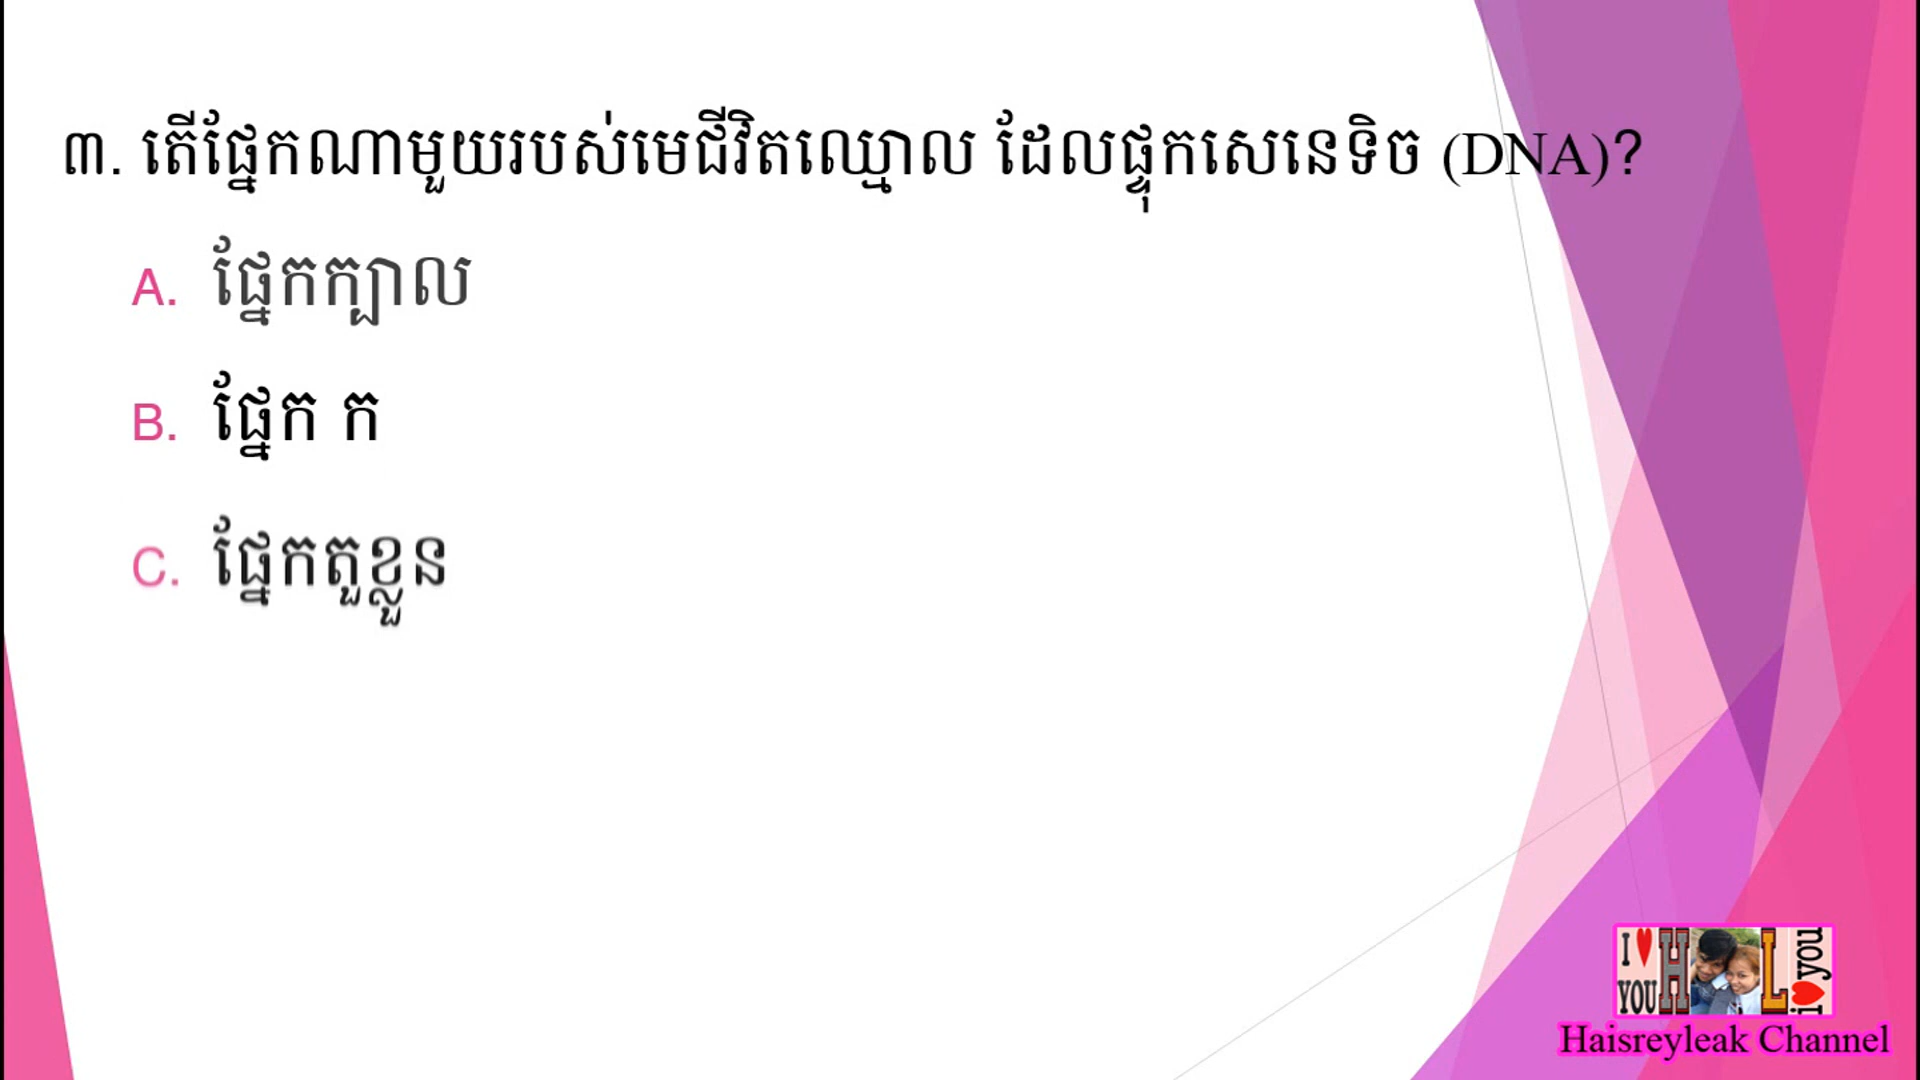 ៣. តើផ្នែកណាមួយរបស់មេជីវិតឈ្មោល ដែលផ្ទុកសេនេទិច (DNA)?
A. ផ្នែកក្បាល
B. ផ្នែក ក
C. ផ្នែកតួខ្លួន
I ♥ YOU H L i ♥ you
Haisreyleak Channel